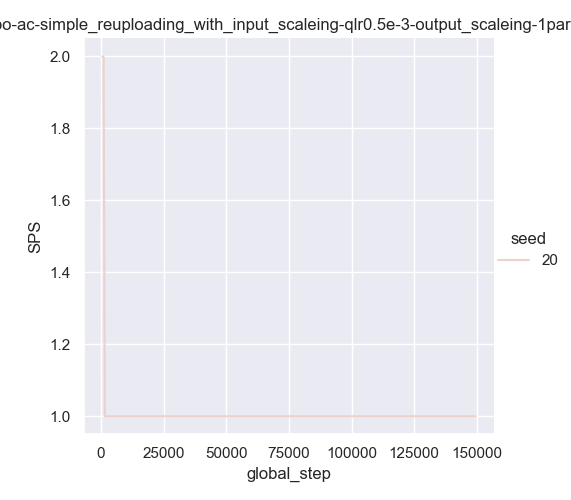 oo-ac-simple_reuploading_with_input_scaleing-qlr0.5e-3-output_scaleing-1par
2.0
1.8
1.6
1.4
1.2
1.0
SPS
0 25000 50000 75000 100000 125000 150000
global_step
seed
20